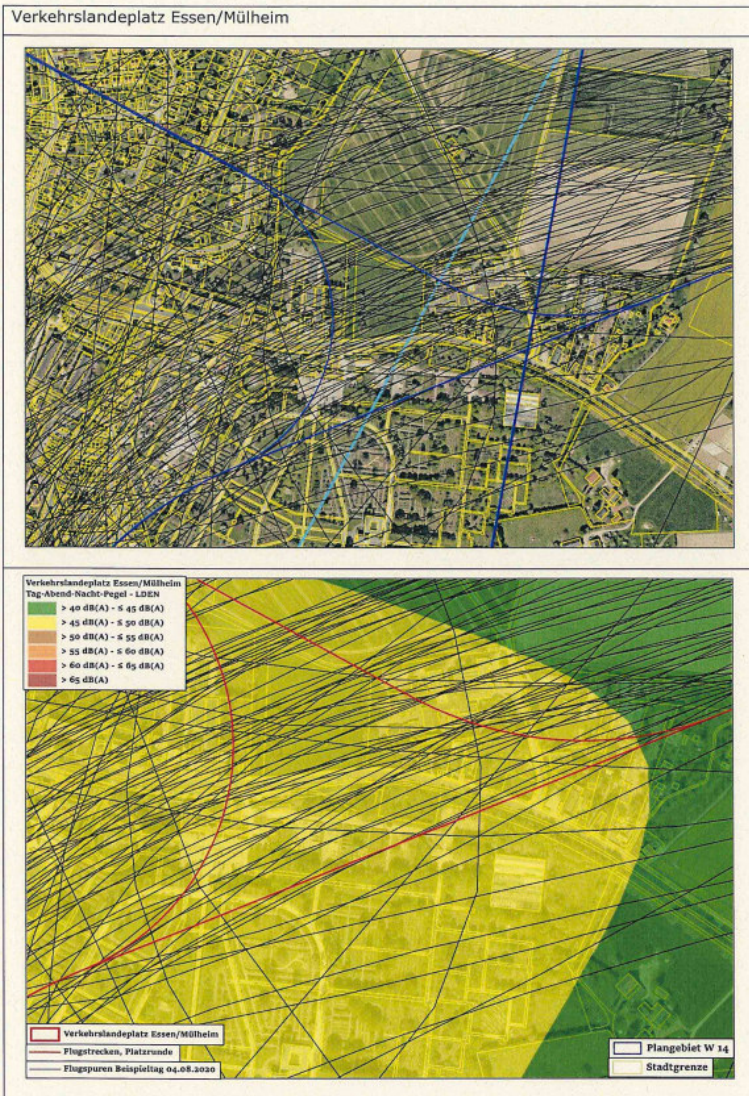 Verkehrslandeplatz Essen/Mülheim
Verkehrslandeplatz Essen/Mülheim
Tag-Abend-Nacht-Pegel - LDEN
> 40 dB(A) - ≤ 45 dB(A)
> 45 dB(A) - ≤ 50 dB(A)
> 50 dB(A) - ≤ 55 dB(A)
> 55 dB(A) - ≤ 60 dB(A)
> 60 dB(A) - ≤ 65 dB(A)
> 65 dB(A)
Verkehrslandeplatz Essen/Mülheim
Flugstrecken, Platzrunde
Flugspuren Beispieltag 04.08.2020
Plangebiet W 14
Stadtgrenze